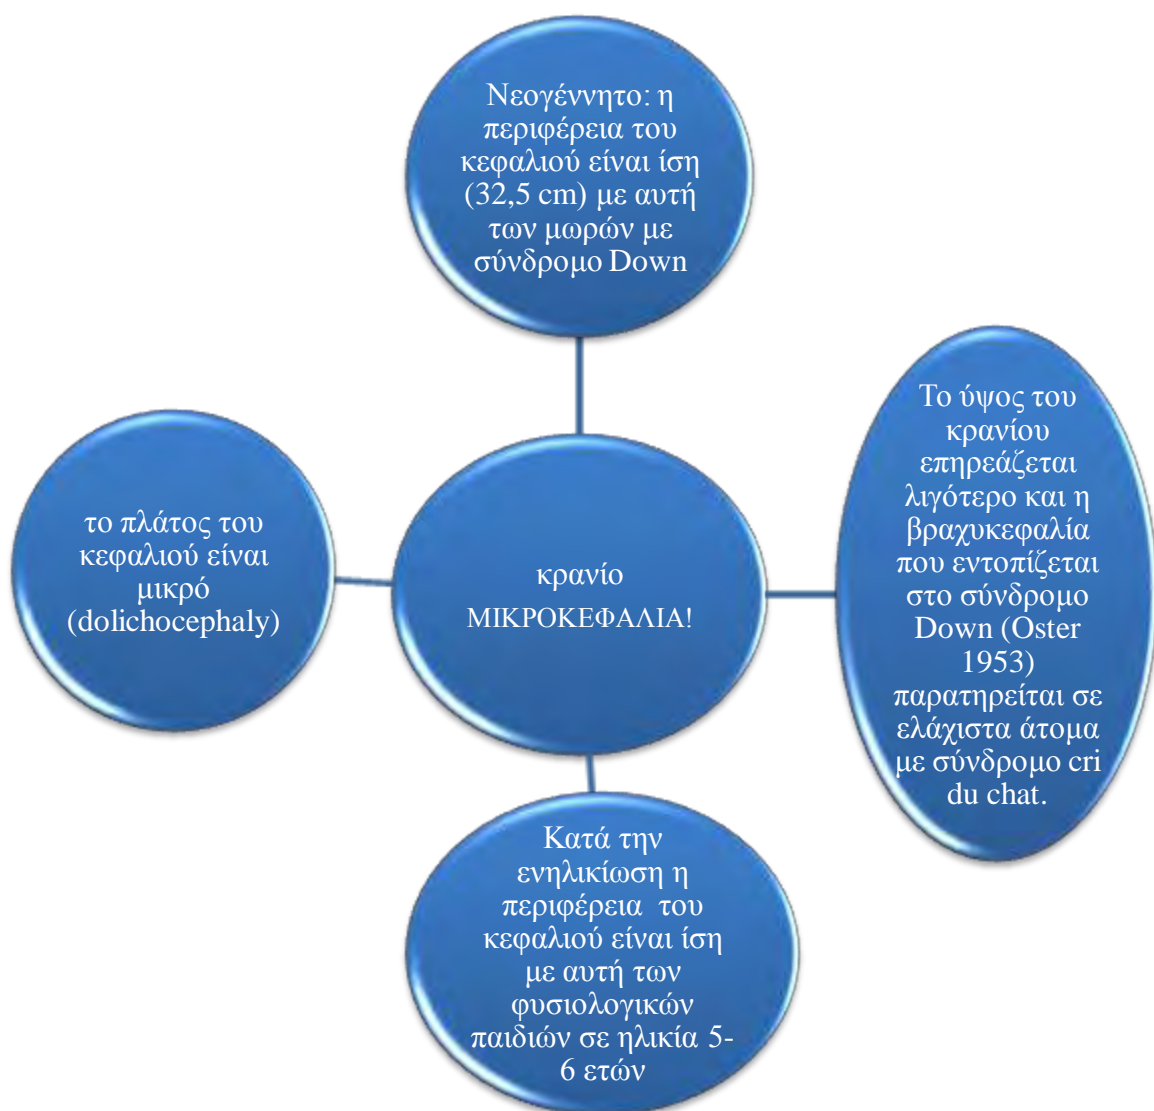 Νεογέννητο: η
περιφέρεια του
κεφαλιού είναι ίση
(32,5 cm) με αυτή
των μωρών με
σύνδρομο Down
Το ύψος του
κρανίου
επηρεάζεται
λιγότερο και η
βραχυκεφαλία
που εντοπίζεται
στο σύνδρομο
Down (Oster
1953)
παρατηρείται σε
ελάχιστα άτομα
με σύνδρομο cri
du chat.
το πλάτος του
κεφαλιού είναι
μικρό
(dolichocephaly)
κρανίο
ΜΙΚΡΟΚΕΦΑΛΙΑ!
Κατά την
ενηλικίωση η
περιφέρεια του
κεφαλιού είναι ίση
με αυτή των
φυσιολογικών
παιδιών σε ηλικία 5-
6 ετών